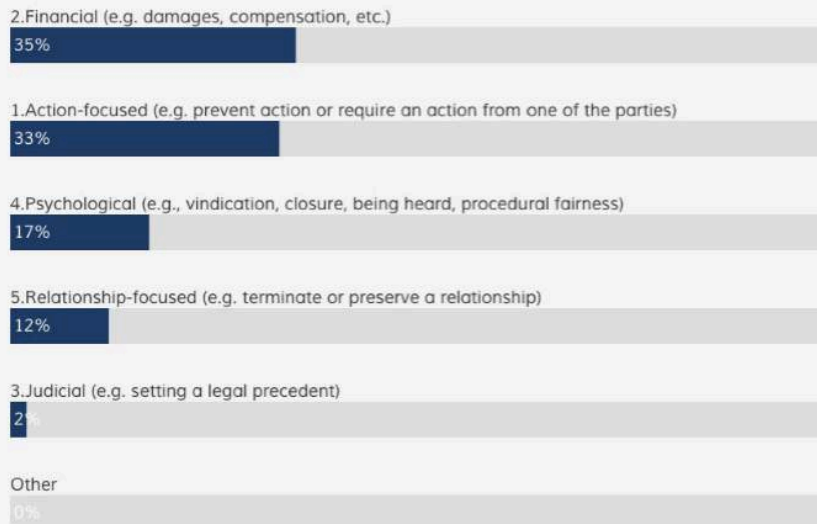 2.Financial (e.g. damages, compensation, etc.)
35%
1.Action-focused (e.g. prevent action or require an action from one of the parties)
33%
4.Psychological (e.g., vindication, closure, being heard, procedural fairness)
17%
5.Relationship-focused (e.g. terminate or preserve a relationship)
12%
3.Judicial (e.g. setting a legal precedent)
2%
Other
0%